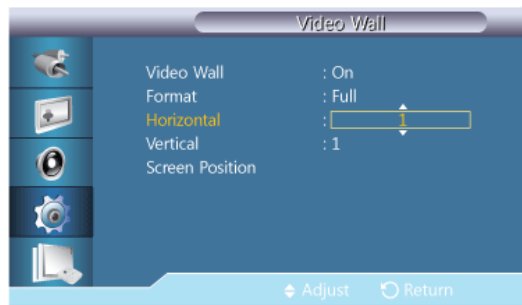 Video Wall
Video Wall : On
Format : Full
Horizontal : 1
Vertical : 1
Screen Position
Adjust Return